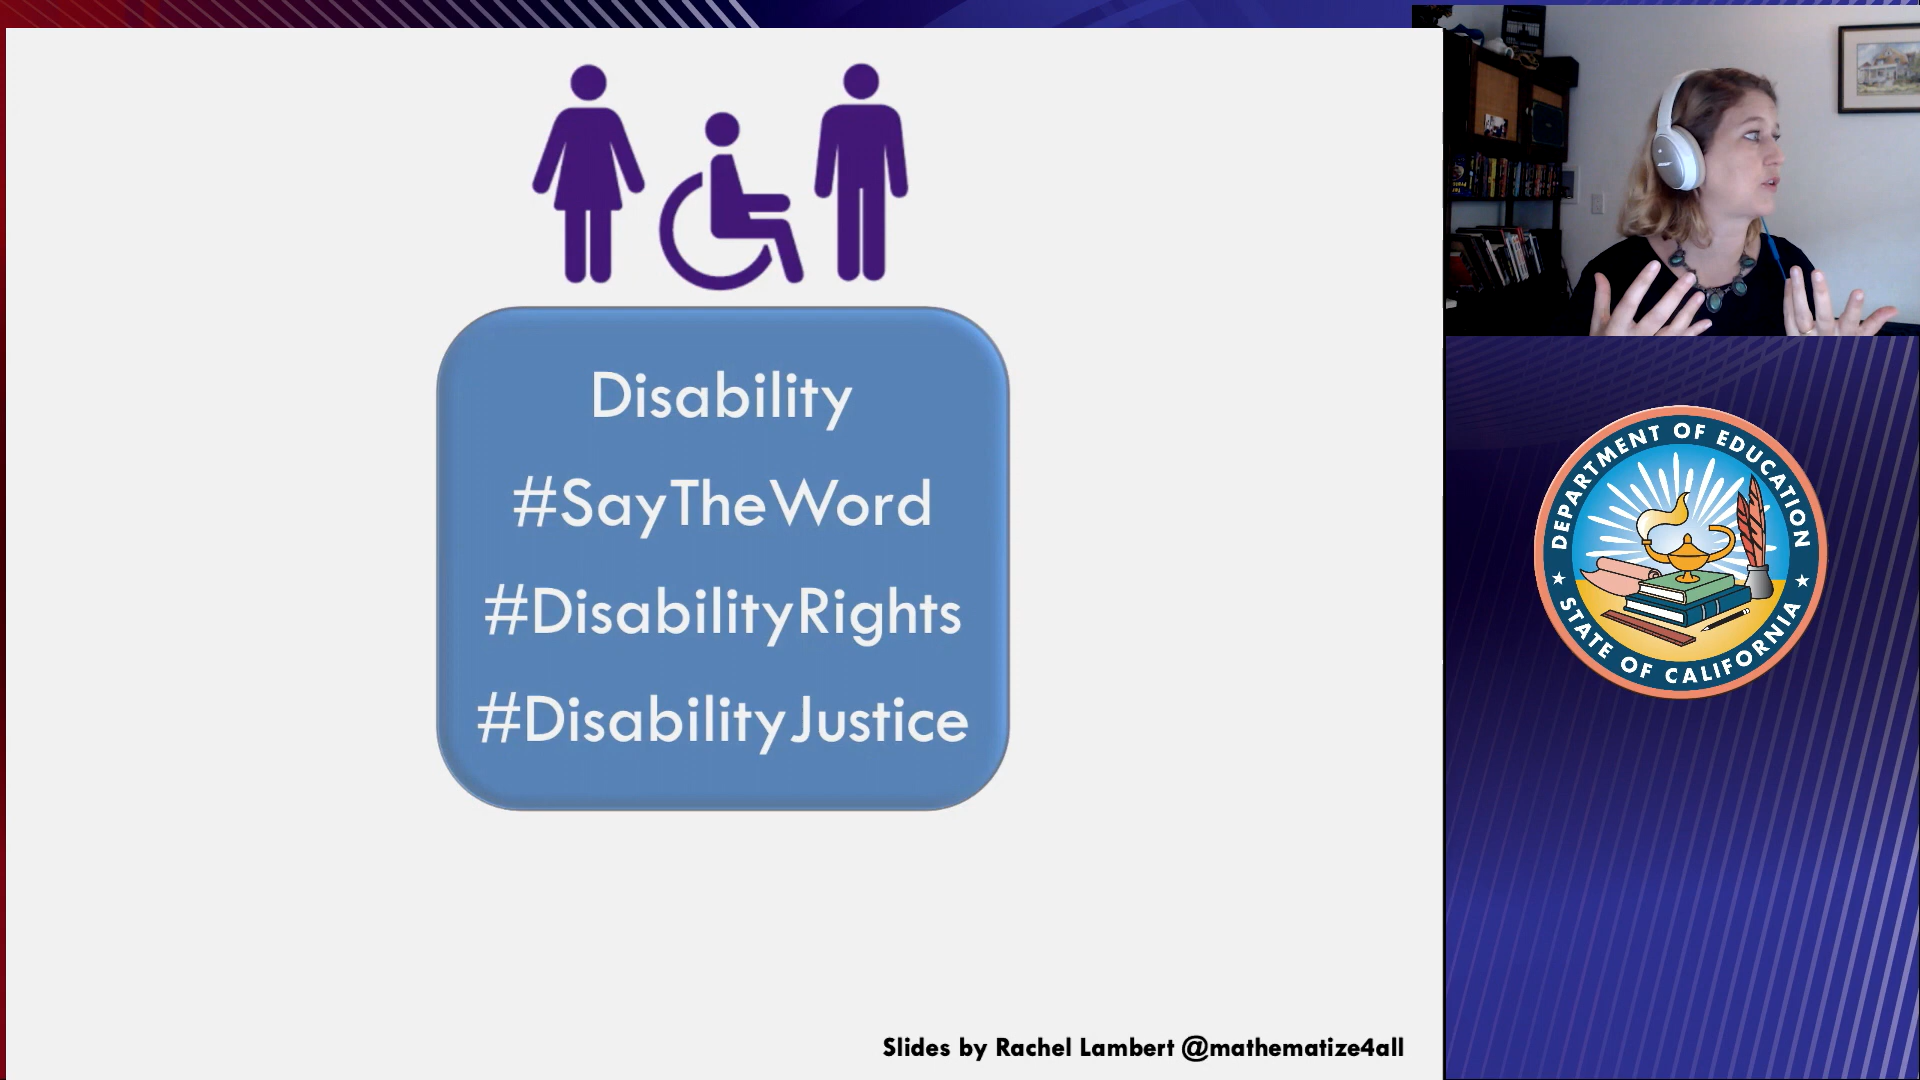 Disability
#SayTheWord
#DisabilityRights
#DisabilityJustice
Slides by Rachel Lambert @mathematize4all
DEPARTMENT OF EDUCATION
STATE OF CALIFORNIA